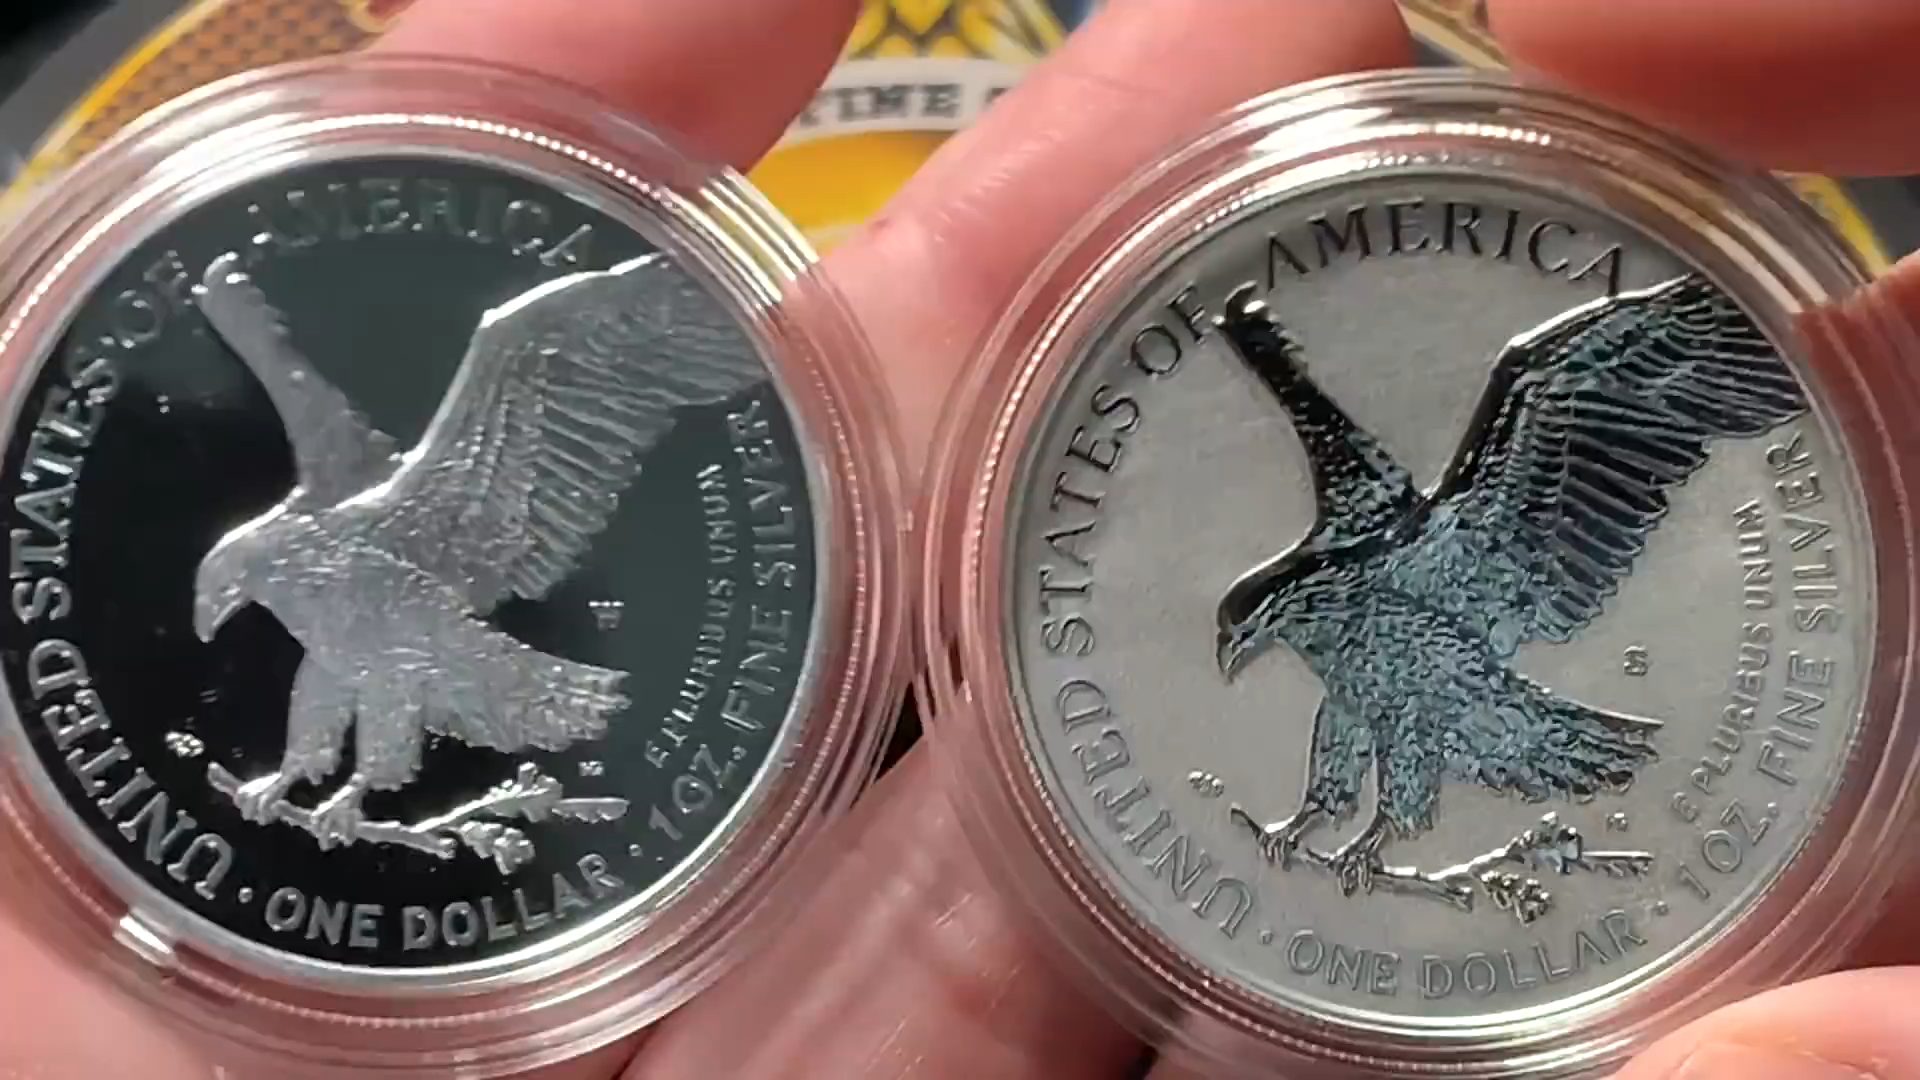 TIME
UNITED STATES OF AMERICA
E PLURIBUS UNUM
· ONE DOLLAR · 1 OZ. FINE SILVER
UNITED STATES OF AMERICA
E PLURIBUS UNUM
· ONE DOLLAR · 1 OZ. FINE SILVER